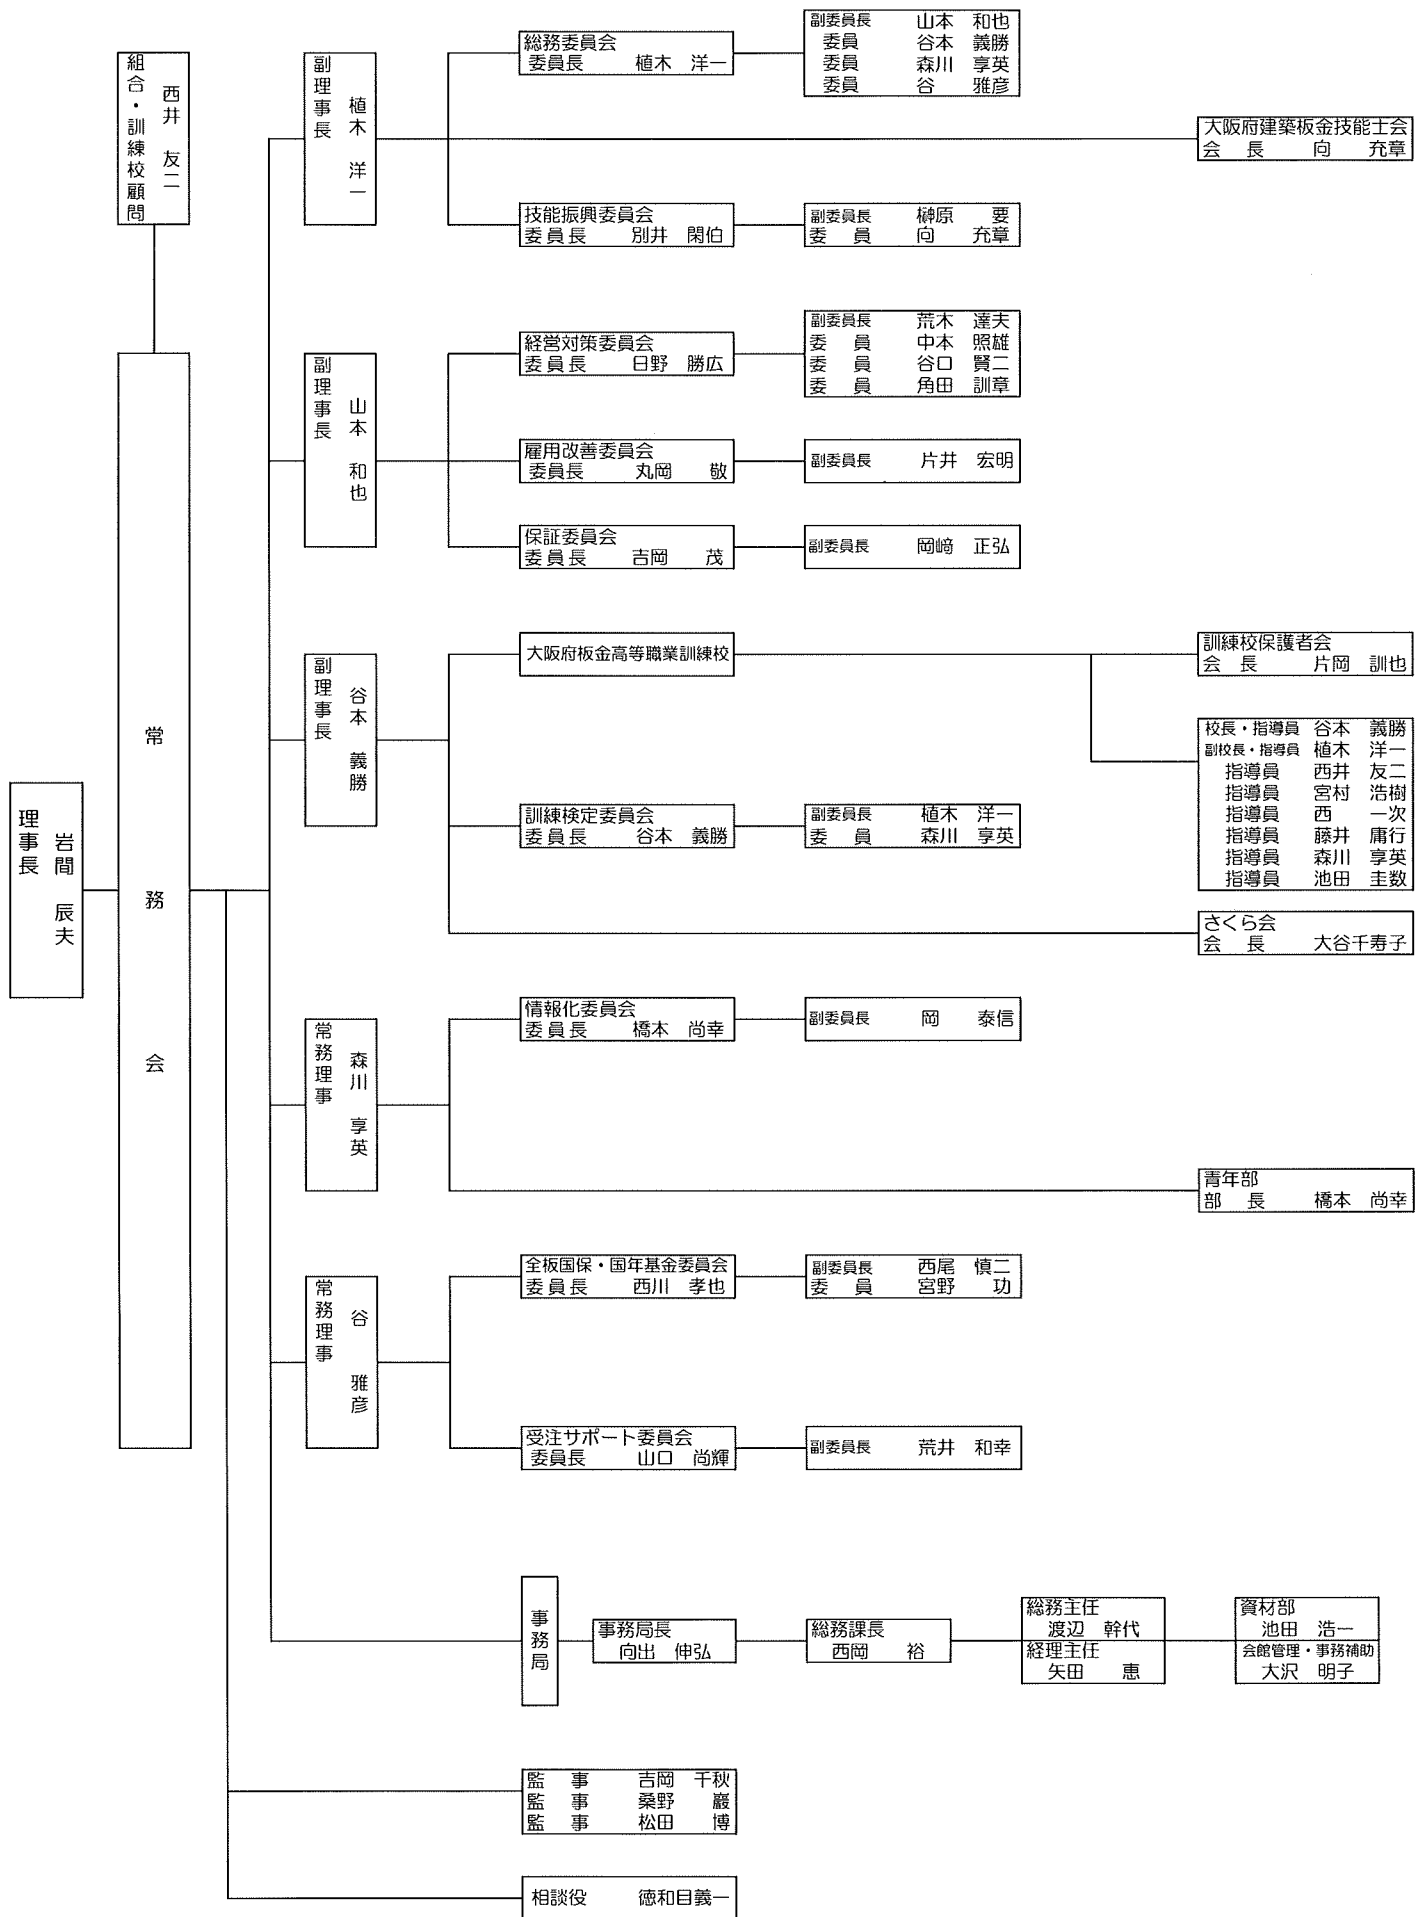 理事長　岩間　辰夫
組合・訓練校顧問　西井　友二
常務会
副理事長　植木　洋一
総務委員会
委員長　植木　洋一
副委員長　山本　和也
委員　谷本　義勝
委員　森川　享英
委員　谷　雅彦
大阪府建築板金技能士会
会　長　向　充章
技能振興委員会
委員長　別井　閑伯
副委員長　榊原　要
委　員　向　充章
副理事長　山本　和也
経営対策委員会
委員長　日野　勝広
副委員長　荒木　達夫
委　員　中本　照雄
委　員　谷口　賢二
委　員　角田　訓章
雇用改善委員会
委員長　丸岡　敬
副委員長　片井　宏明
保証委員会
委員長　吉岡　茂
副委員長　岡﨑　正弘
副理事長　谷本　義勝
大阪府板金高等職業訓練校
訓練校保護者会
会　長　片岡　訓也
校長・指導員　谷本　義勝
副校長・指導員　植木　洋一
指導員　西井　友二
指導員　宮村　浩樹
指導員　西　一次
指導員　藤井　庸行
指導員　森川　享英
指導員　池田　圭数
訓練検定委員会
委員長　谷本　義勝
副委員長　植木　洋一
委　員　森川　享英
さくら会
会　長　大谷千寿子
常務理事　森川　享英
情報化委員会
委員長　橋本　尚幸
副委員長　岡　泰信
青年部
部　長　橋本　尚幸
常務理事　谷　雅彦
全板国保・国年基金委員会
委員長　西川　孝也
副委員長　西尾　慎二
委　員　宮野　功
受注サポート委員会
委員長　山口　尚輝
副委員長　荒井　和幸
事務局
事務局長
向出　伸弘
総務課長
西岡　裕
総務主任
渡辺　幹代
経理主任
矢田　恵
資材部
池田　浩一
会館管理・事務補助
大沢　明子
監　事　吉岡　千秋
監　事　桑野　巖
監　事　松田　博
相談役　徳和目義一